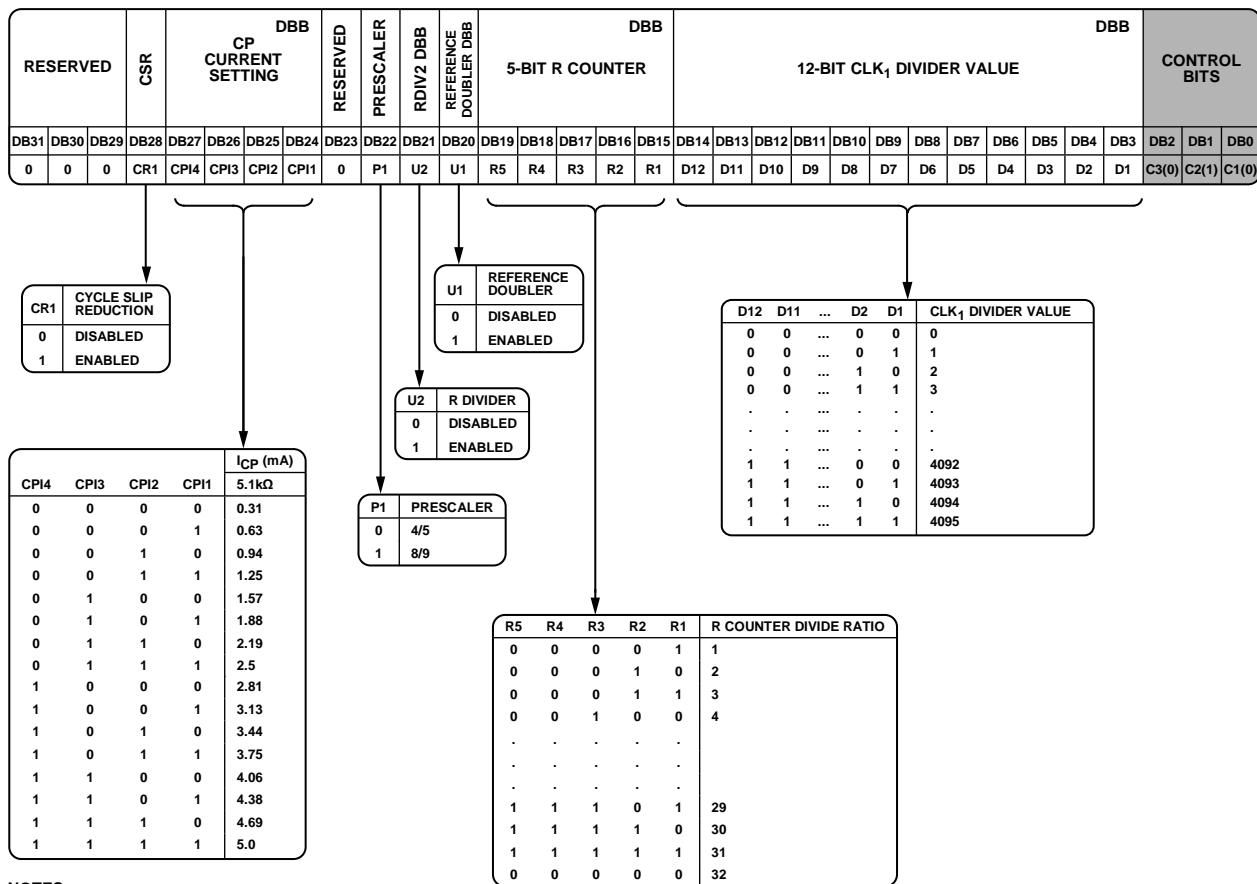 RESERVED CSR CP CURRENT SETTING DBB RESERVED PRESCALER RDIV2 DBB REFERENCE DOUBLER DBB 5-BIT R COUNTER DBB 12-BIT CLK1 DIVIDER VALUE DBB CONTROL BITS
DB31 DB30 DB29 DB28 DB27 DB26 DB25 DB24 DB23 DB22 DB21 DB20 DB19 DB18 DB17 DB16 DB15 DB14 DB13 DB12 DB11 DB10 DB9 DB8 DB7 DB6 DB5 DB4 DB3 DB2 DB1 DB0
0 0 0 CR1 CPI4 CPI3 CPI2 CPI1 0 P1 U2 U1 R5 R4 R3 R2 R1 D12 D11 D10 D9 D8 D7 D6 D5 D4 D3 D2 D1 C3(0) C2(1) C1(0)
CR1 CYCLE SLIP REDUCTION
0 DISABLED
1 ENABLED
U1 REFERENCE DOUBLER
0 DISABLED
1 ENABLED
U2 R DIVIDER
0 DISABLED
1 ENABLED
P1 PRESCALER
0 4/5
1 8/9
D12 D11 ... D2 D1 CLK1 DIVIDER VALUE
0 0 ... 0 0 0
0 0 ... 0 1 1
0 0 ... 1 0 2
0 0 ... 1 1 3
. . ... . . .
. . ... . . .
. . ... . . .
1 1 ... 0 0 4092
1 1 ... 0 1 4093
1 1 ... 1 0 4094
1 1 ... 1 1 4095
ICP (mA)
CPI4 CPI3 CPI2 CPI1 5.1kΩ
0 0 0 0 0.31
0 0 0 1 0.63
0 0 1 0 0.94
0 0 1 1 1.25
0 1 0 0 1.57
0 1 0 1 1.88
0 1 1 0 2.19
0 1 1 1 2.5
1 0 0 0 2.81
1 0 0 1 3.13
1 0 1 0 3.44
1 0 1 1 3.75
1 1 0 0 4.06
1 1 0 1 4.38
1 1 1 0 4.69
1 1 1 1 5.0
R5 R4 R3 R2 R1 R COUNTER DIVIDE RATIO
0 0 0 0 1 1
0 0 0 1 0 2
0 0 0 1 1 3
0 0 1 0 0 4
. . . . .
. . . . .
. . . . .
1 1 1 0 1 29
1 1 1 1 0 30
1 1 1 1 1 31
0 0 0 0 0 32